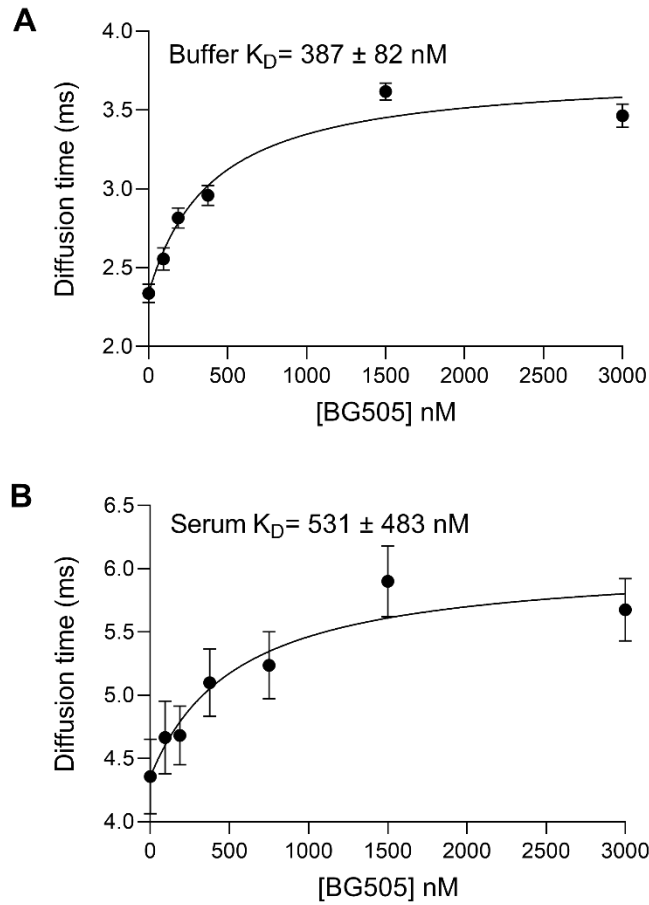 A
Buffer K_D= 387 ± 82 nM
Diffusion time (ms)
4.0
3.5
3.0
2.5
2.0
0 500 1000 1500 2000 2500 3000
[BG505] nM
B
Serum K_D= 531 ± 483 nM
Diffusion time (ms)
6.5
6.0
5.5
5.0
4.5
4.0
0 500 1000 1500 2000 2500 3000
[BG505] nM